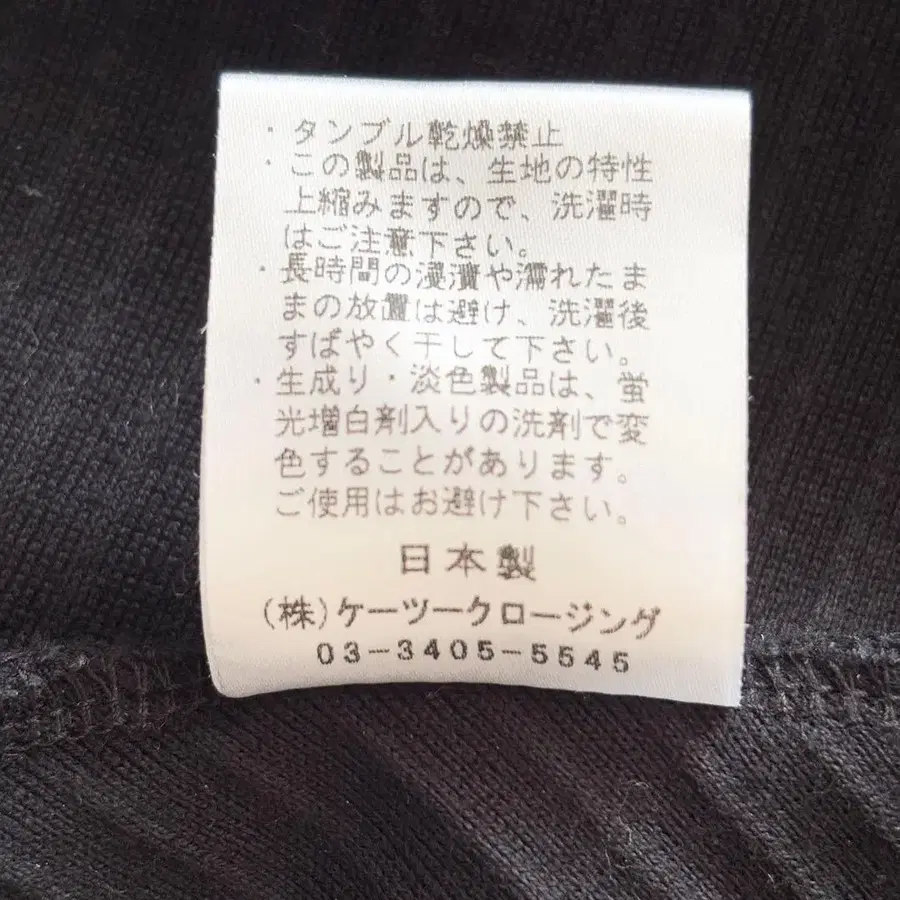 ・タンブル乾燥禁止
・この製品は、生地の特性
上縮みますので、洗濯時
はご注意下さい。
・長時間の浸漬や濡れたま
まの放置は避け、洗濯後
すばやく干して下さい。
・生成り・淡色製品は、蛍
光増白剤入りの洗剤で変
色することがあります。
ご使用はお避け下さい。
日本製
(株)ケーツークロージング
03-3405-5545